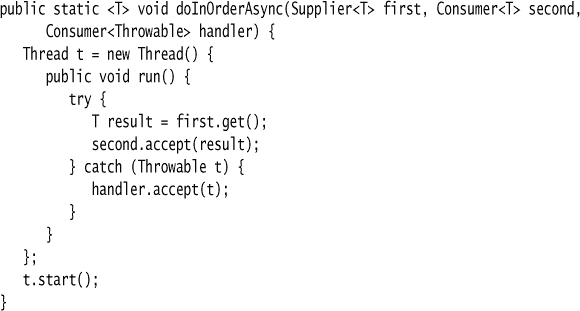 public static <T> void doInOrderAsync(Supplier<T> first, Consumer<T> second,
      Consumer<Throwable> handler) {
   Thread t = new Thread() {
      public void run() {
         try {
            T result = first.get();
            second.accept(result);
         } catch (Throwable t) {
            handler.accept(t);
         }
      }
   };
   t.start();
}